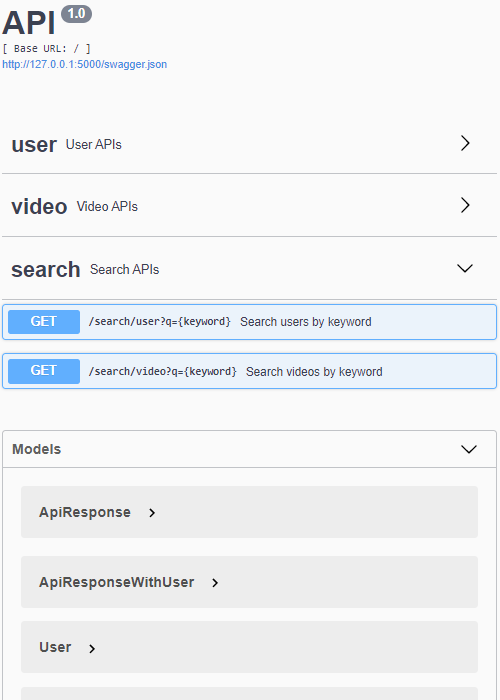 API 1.0
[ Base URL: / ]
http://127.0.0.1:5000/swagger.json
user User APIs
video Video APIs
search Search APIs
GET /search/user?q={keyword} Search users by keyword
GET /search/video?q={keyword} Search videos by keyword
Models
ApiResponse
ApiResponseWithUser
User